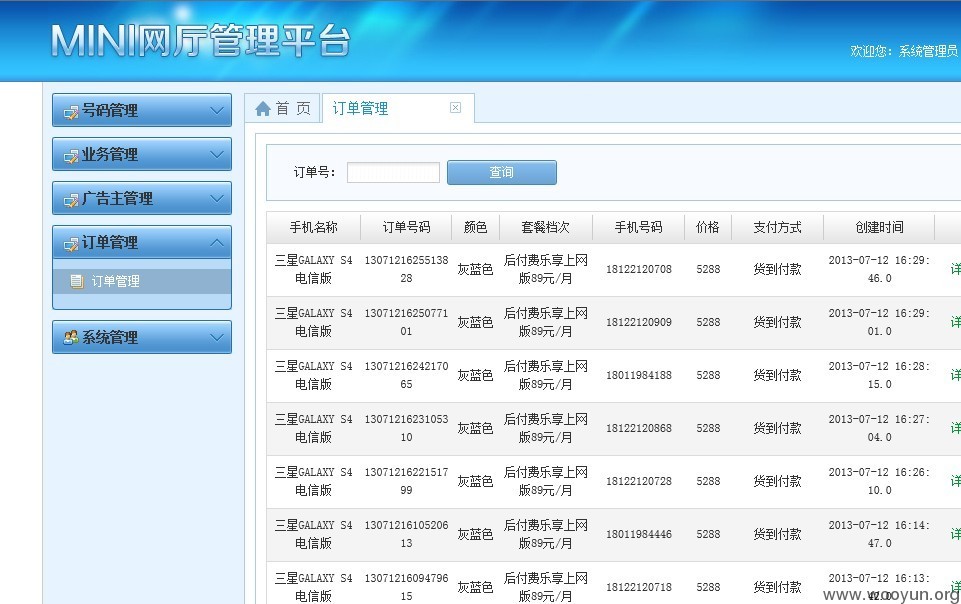 MINI网厅管理平台
欢迎您: 系统管理员
号码管理
业务管理
广告主管理
订单管理
订单管理
系统管理
首 页 订单管理
订单号: 查询
手机名称 订单号码 颜色 套餐档次 手机号码 价格 支付方式 创建时间
三星GALAXY S4 13071216255138 灰蓝色 后付费乐享上网 18122120708 5288 货到付款 2013-07-12 16:29: 详
电信版 28 版89元/月 46.0
三星GALAXY S4 13071216250771 灰蓝色 后付费乐享上网 18122120909 5288 货到付款 2013-07-12 16:29: 详
电信版 01 版89元/月 01.0
三星GALAXY S4 13071216242170 灰蓝色 后付费乐享上网 18011984188 5288 货到付款 2013-07-12 16:28: 详
电信版 65 版89元/月 15.0
三星GALAXY S4 13071216231053 灰蓝色 后付费乐享上网 18122120868 5288 货到付款 2013-07-12 16:27: 详
电信版 10 版89元/月 04.0
三星GALAXY S4 13071216221517 灰蓝色 后付费乐享上网 18122120728 5288 货到付款 2013-07-12 16:26: 详
电信版 99 版89元/月 10.0
三星GALAXY S4 13071216105206 灰蓝色 后付费乐享上网 18011984446 5288 货到付款 2013-07-12 16:14: 详
电信版 13 版89元/月 47.0
三星GALAXY S4 13071216094796 灰蓝色 后付费乐享上网 18122120718 5288 货到付款 2013-07-12 16:13: 详
电信版 15 版89元/月 42.0
www.wooyun.org